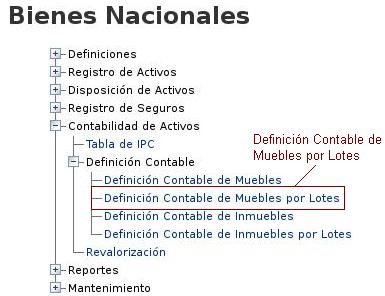 Bienes Nacionales
Definiciones
Registro de Activos
Disposición de Activos
Registro de Seguros
Contabilidad de Activos
Tabla de IPC
Definición Contable
Definición Contable de Muebles
Definición Contable de Muebles por Lotes
Definición Contable de Inmuebles
Definición Contable de Inmuebles por Lotes
Revalorización
Reportes
Mantenimiento
Definición Contable de
Muebles por Lotes